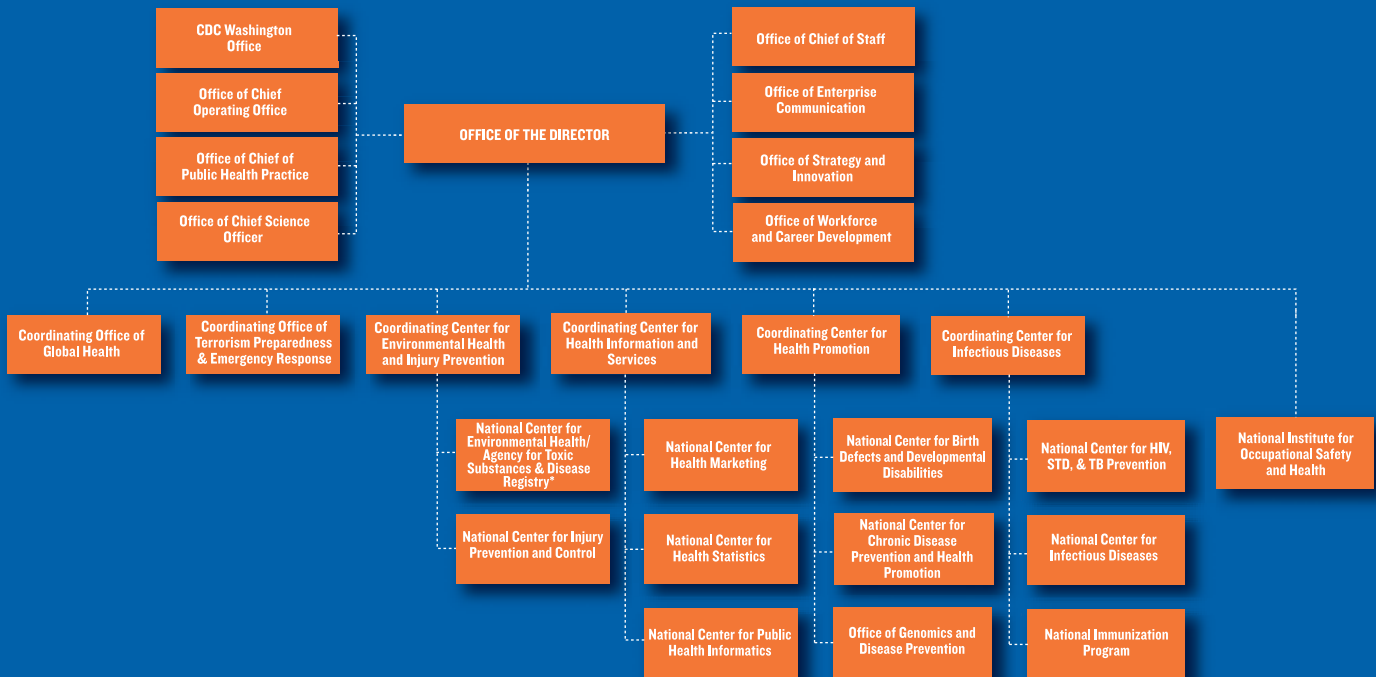 CDC Washington
Office
Office of Chief
Operating Office
Office of Chief of
Public Health Practice
Office of Chief Science
Officer
OFFICE OF THE DIRECTOR
Office of Chief of Staff
Office of Enterprise
Communication
Office of Strategy and
Innovation
Office of Workforce
and Career Development
Coordinating Office of
Global Health
Coordinating Office of
Terrorism Preparedness
& Emergency Response
Coordinating Center for
Environmental Health
and Injury Prevention
Coordinating Center for
Health Information and
Services
Coordinating Center for
Health Promotion
Coordinating Center for
Infectious Diseases
National Center for
Environmental Health/
Agency for Toxic
Substances & Disease
Registry*
National Center for Injury
Prevention and Control
National Center for
Health Marketing
National Center for
Health Statistics
National Center for Public
Health Informatics
National Center for Birth
Defects and Developmental
Disabilities
National Center for
Chronic Disease
Prevention and Health
Promotion
Office of Genomics and
Disease Prevention
National Center for HIV,
STD, & TB Prevention
National Center for
Infectious Diseases
National Immunization
Program
National Institute for
Occupational Safety
and Health